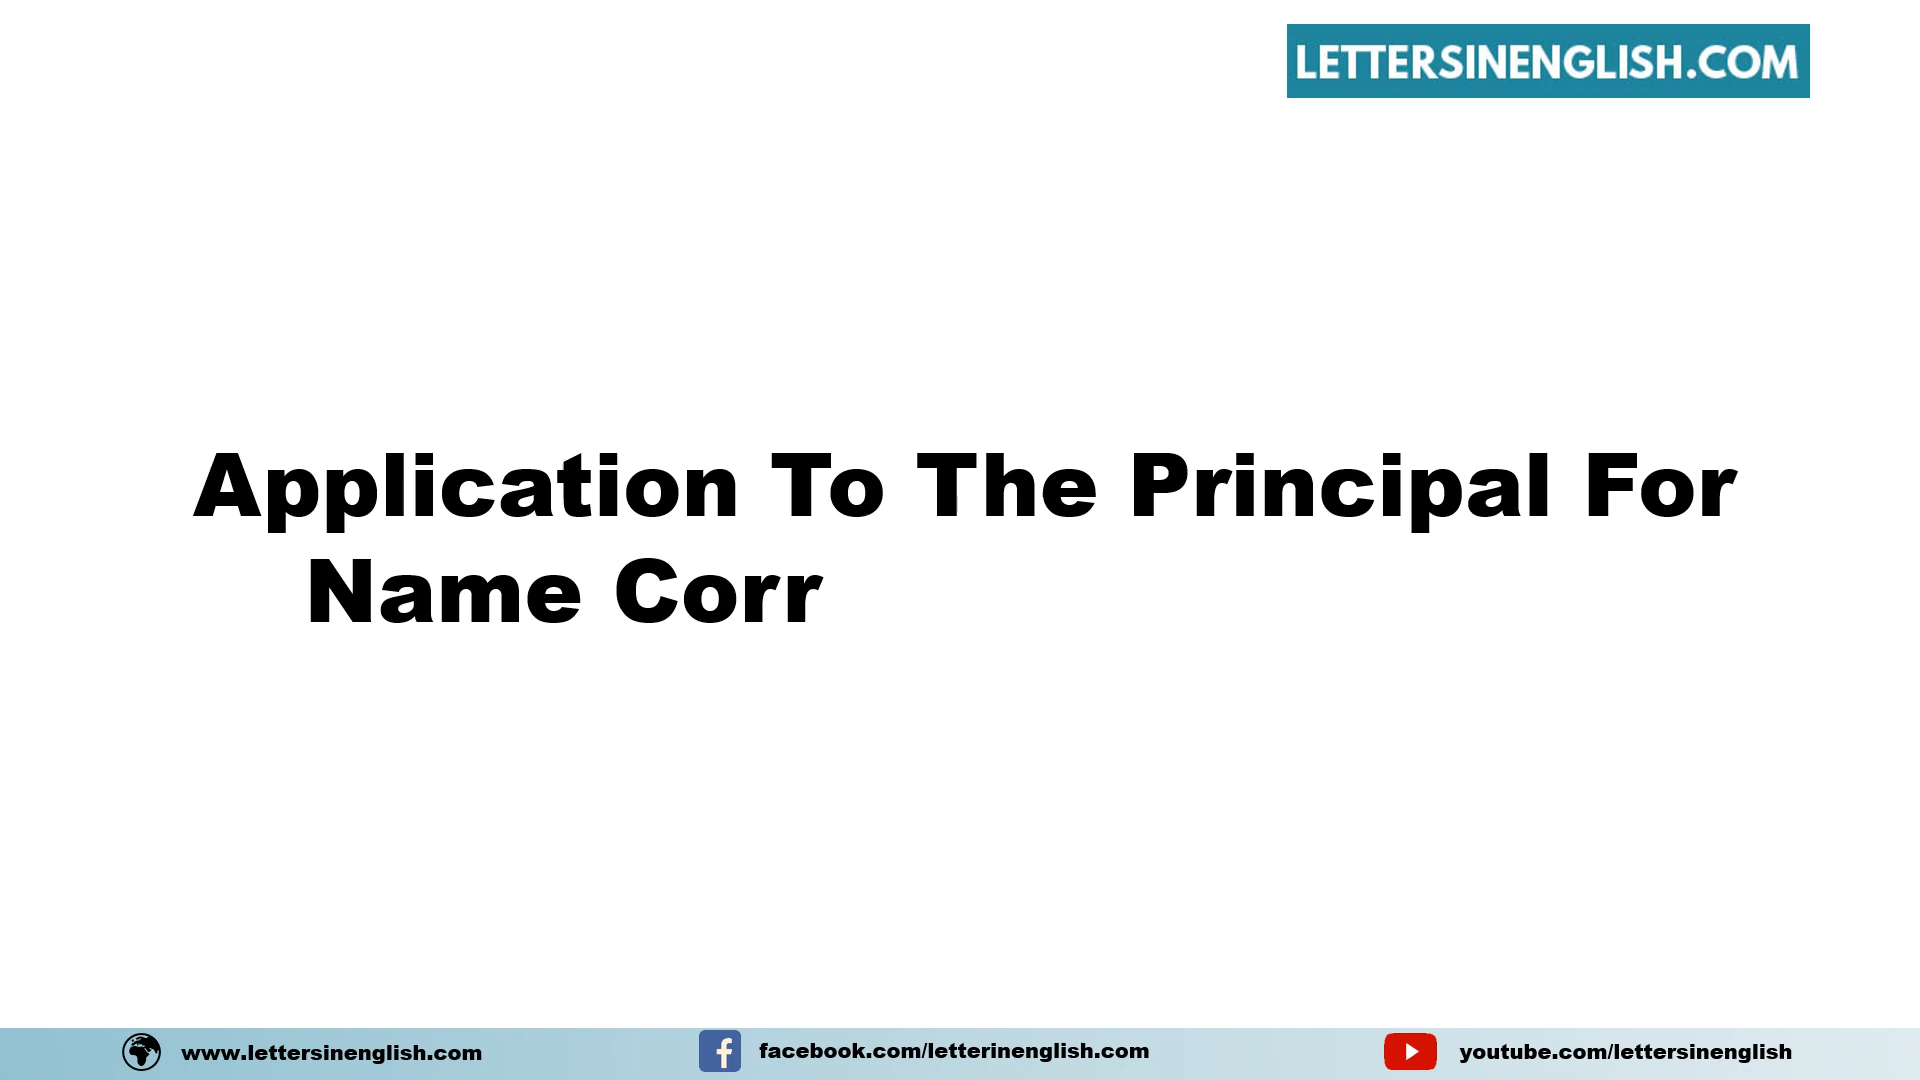 LETTERSINENGLISH.COM
Application To The Principal For
Name Corr
www.lettersinenglish.com
facebook.com/letterinenglish.com
youtube.com/lettersinenglish